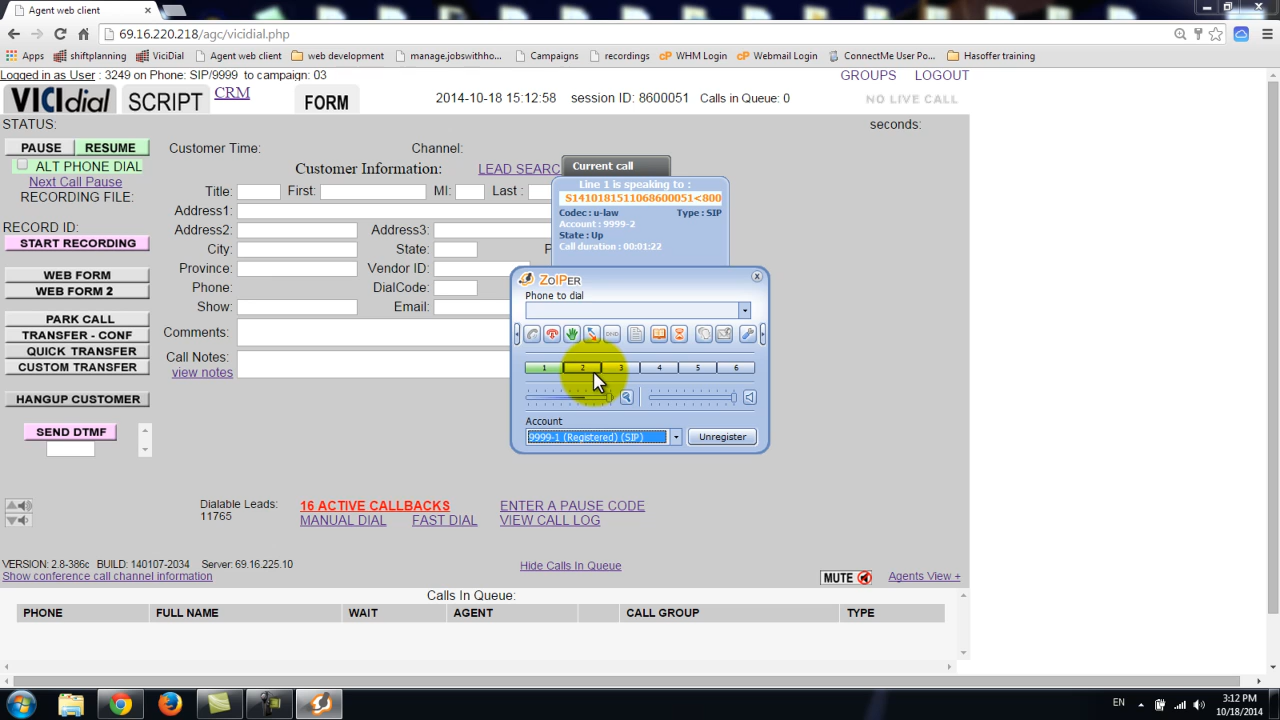 Agent web client
69.16.220.218/agc/vicidial.php
Apps shiftplanning ViciDial Agent web client web development manage.jobswithho... Campaigns recordings WHM Login Webmail Login ConnectMe User Po... Hasoffer training
Logged in as User : 3249 on Phone: SIP/9999 to campaign: 03 GROUPS LOGOUT
VICIdial SCRIPT CRM FORM 2014-10-18 15:12:58 session ID: 8600051 Calls in Queue: 0 NO LIVE CALL
STATUS: seconds:
PAUSE RESUME Customer Time: Channel:
ALT PHONE DIAL Customer Information: LEAD SEARC
Next Call Pause
RECORDING FILE:
Title: First: MI: Last :
Address1:
RECORD ID: Address2: Address3:
START RECORDING City: State: P
Province: Vendor ID:
WEB FORM Phone: DialCode:
WEB FORM 2 Show: Email:
PARK CALL Comments:
TRANSFER - CONF
QUICK TRANSFER Call Notes:
CUSTOM TRANSFER view notes
HANGUP CUSTOMER
SEND DTMF
Current call
Line 1 is speaking to :
S1410181511068600051<800
Codec : u-law Type : SIP
Account : 9999-2
State : Up
Call duration : 00:01:22
ZoIPER
Phone to dial
DND
1 2 3 4 5 6
Account
9999-1 (Registered) (SIP) Unregister
Dialable Leads: 16 ACTIVE CALLBACKS ENTER A PAUSE CODE
11765 MANUAL DIAL FAST DIAL VIEW CALL LOG
VERSION: 2.8-386c BUILD: 140107-2034 Server: 69.16.225.10 Hide Calls In Queue
Show conference call channel information MUTE Agents View +
Calls In Queue:
PHONE FULL NAME WAIT AGENT CALL GROUP TYPE
EN 3:12 PM
10/18/2014